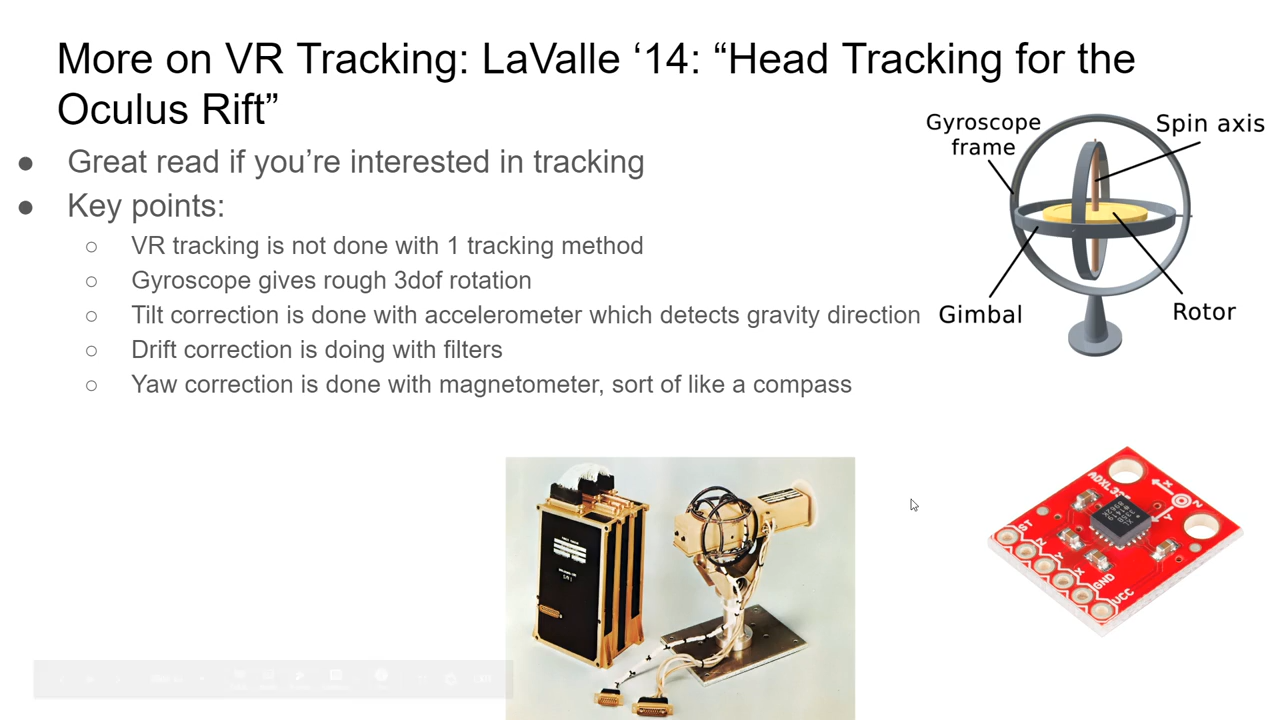 More on VR Tracking: LaValle ‘14: “Head Tracking for the
Oculus Rift”
● Great read if you’re interested in tracking
● Key points:
○ VR tracking is not done with 1 tracking method
○ Gyroscope gives rough 3dof rotation
○ Tilt correction is done with accelerometer which detects gravity direction
○ Drift correction is doing with filters
○ Yaw correction is done with magnetometer, sort of like a compass
Gyroscope
frame
Spin axis
Gimbal
Rotor
X
Y
Z
ST
Z
Y
X
GND
VCC